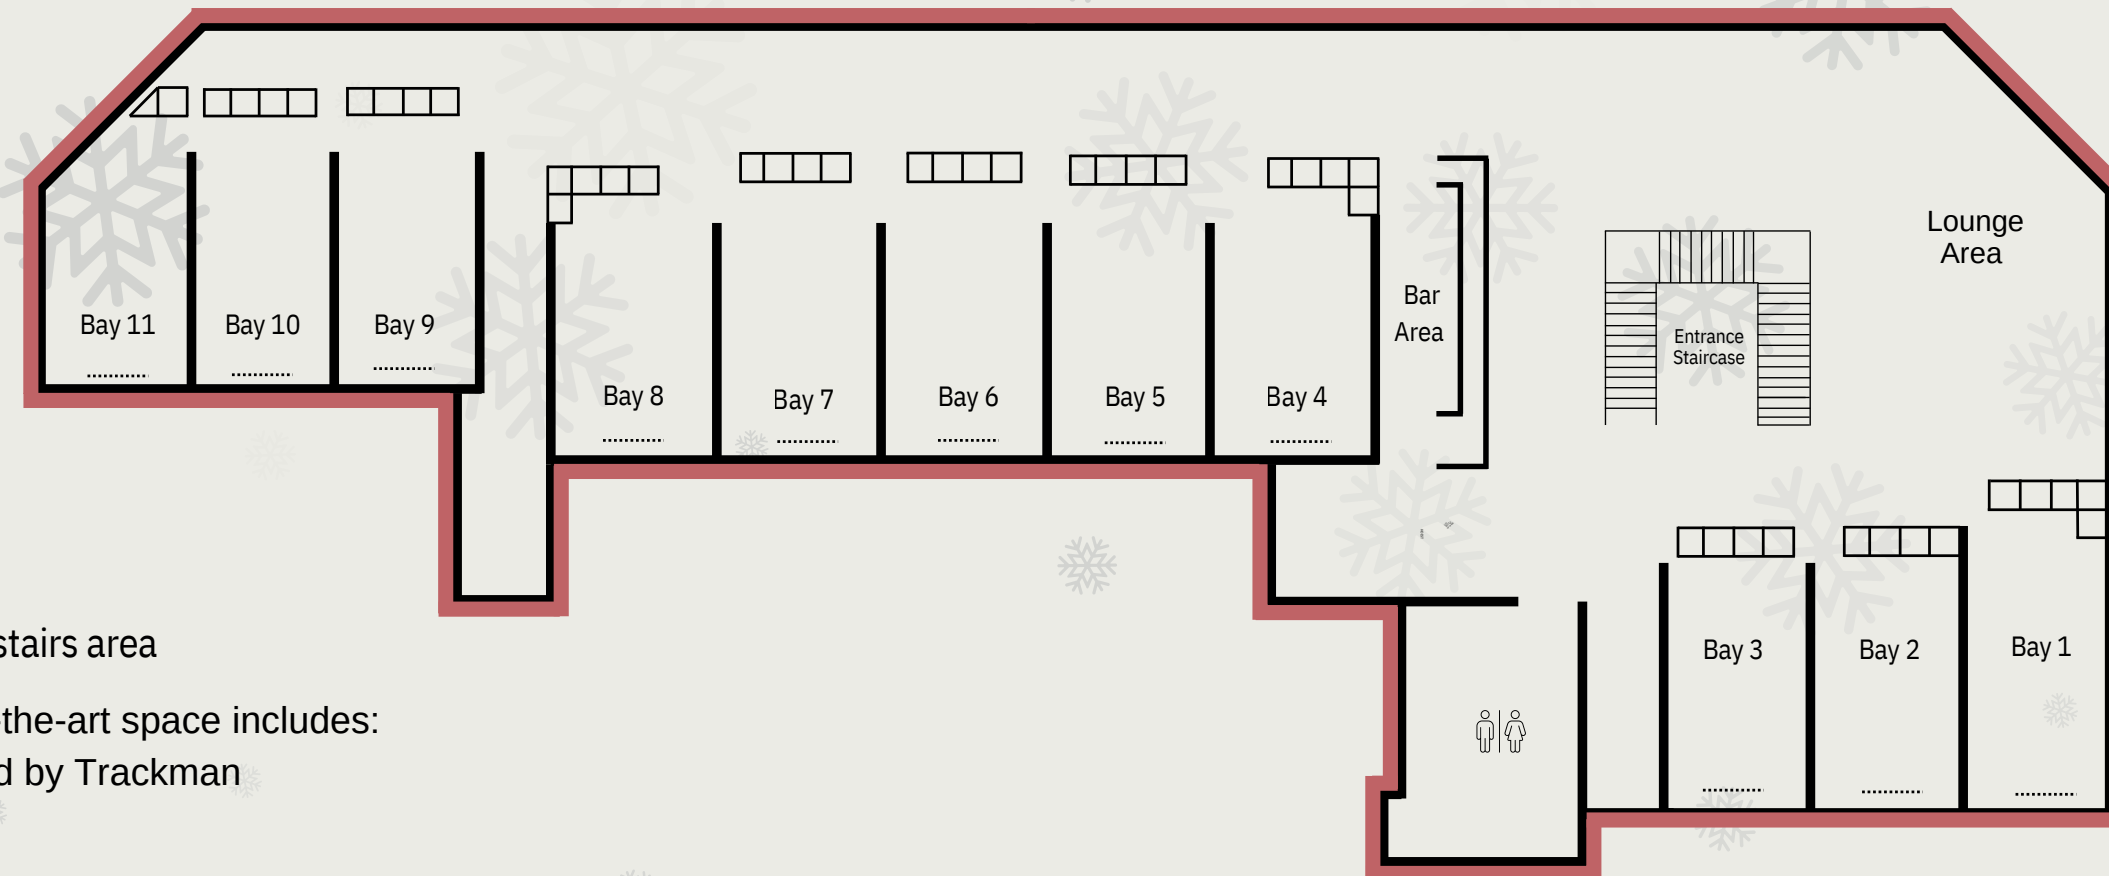 Lounge
Area
Bar
Area
Entrance
Staircase
Bay 11
Bay 10
Bay 9
Bay 8
Bay 7
Bay 6
Bay 5
Bay 4
Bay 3
Bay 2
Bay 1
stairs area
the-art space includes:
d by Trackman